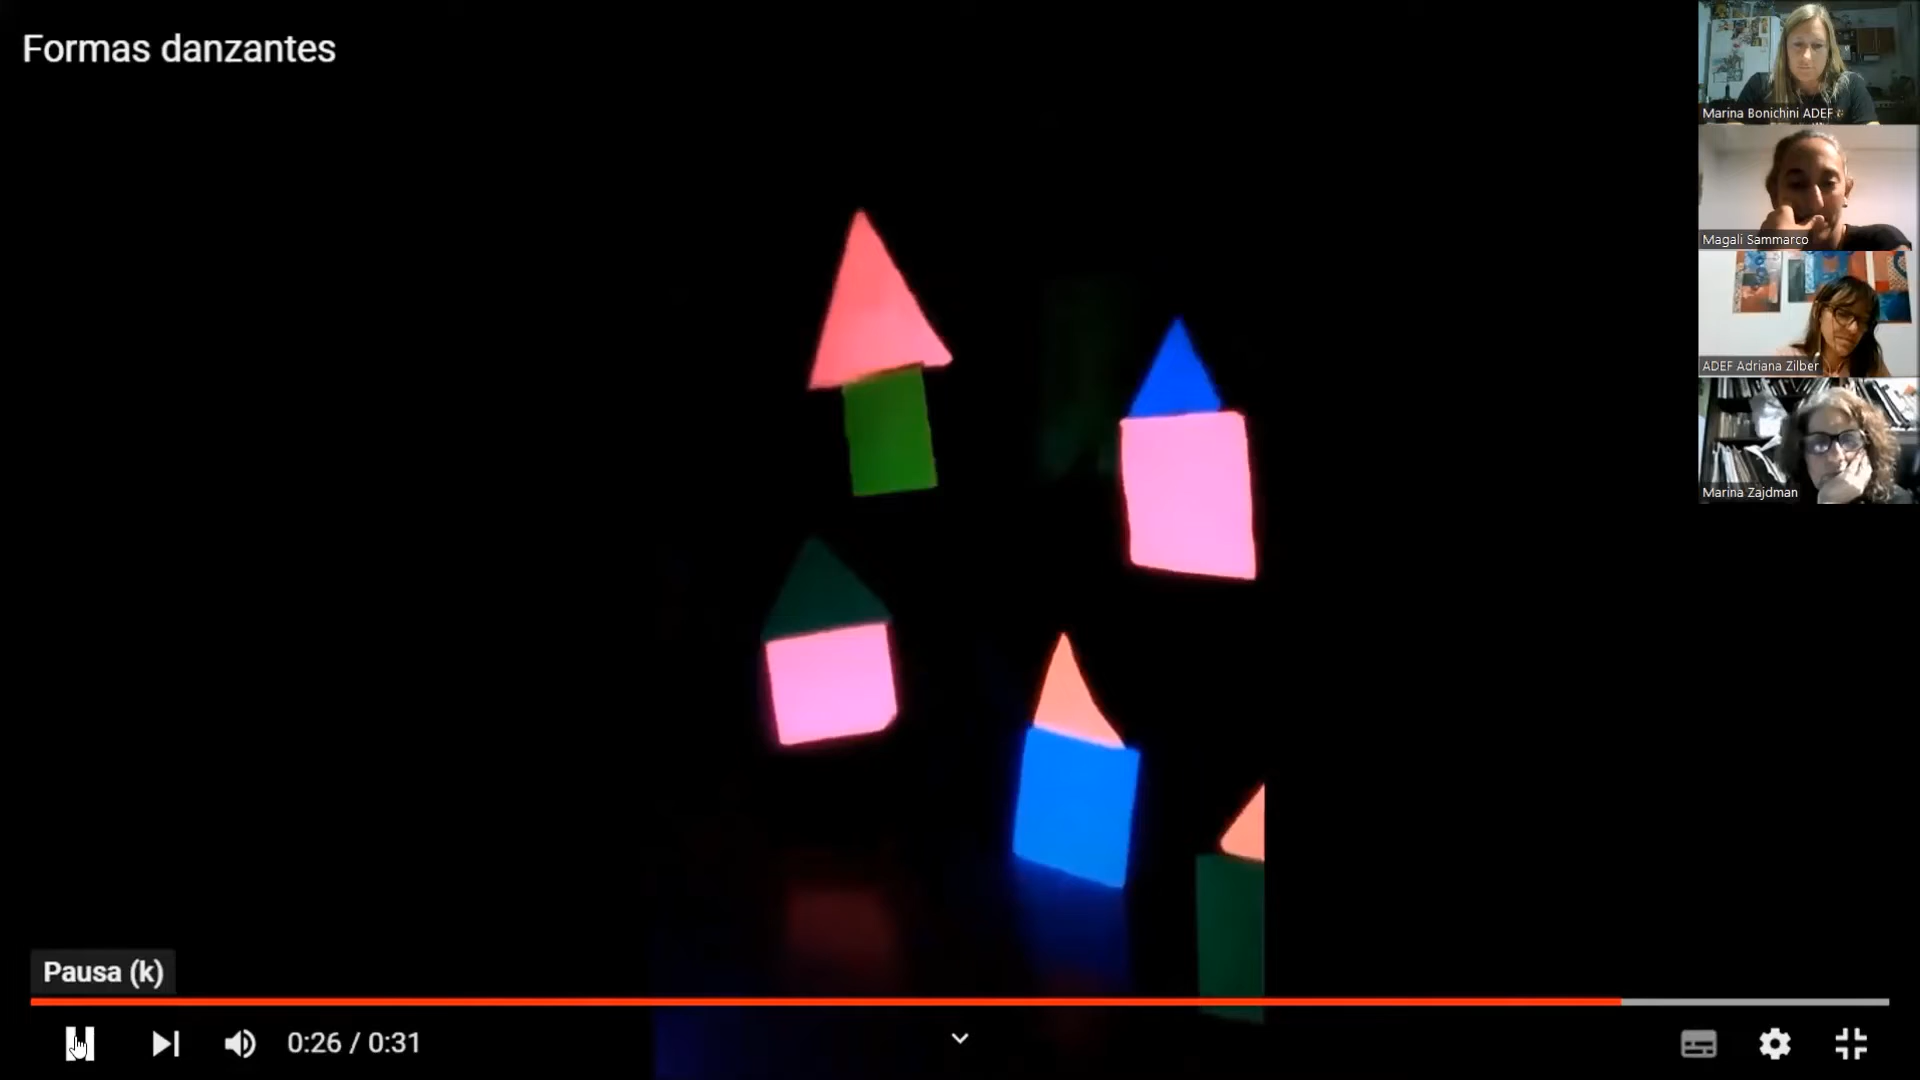 Formas danzantes
Marina Bonichini ADEF
Magali Sammarco
ADEF Adriana Zilber
Marina Zajdman
Pausa (k)
0:26 / 0:31